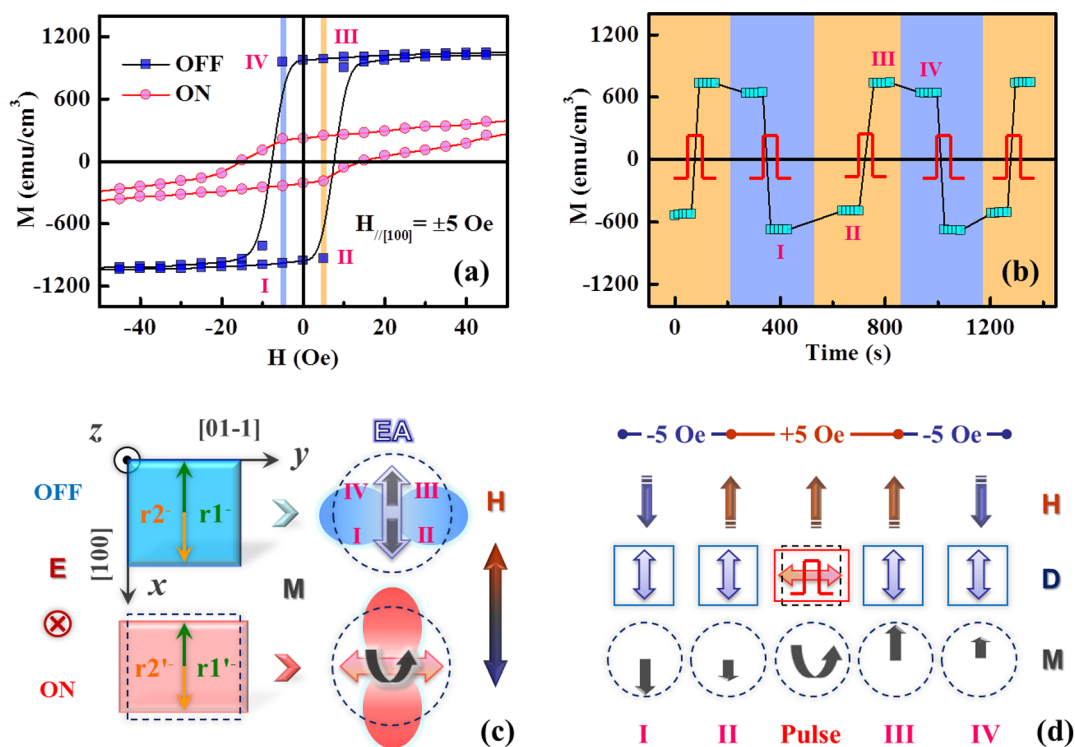 1200
600
0
-600
-1200
M (emu/cm³)
OFF
ON
IV
III
I
II
H//[100] = ±5 Oe
(a)
-40
-20
0
20
40
H (Oe)
1200
600
0
-600
-1200
M (emu/cm³)
(b)
III
IV
I
II
0
400
800
1200
Time (s)
z
[01-1]
y
OFF
r2⁻
r1⁻
[100]
x
E
ON
r2'⁻
r1'⁻
M
EA
IV
III
I
II
H
(c)
-5 Oe
+5 Oe
-5 Oe
H
D
M
I
II
Pulse
III
IV
(d)